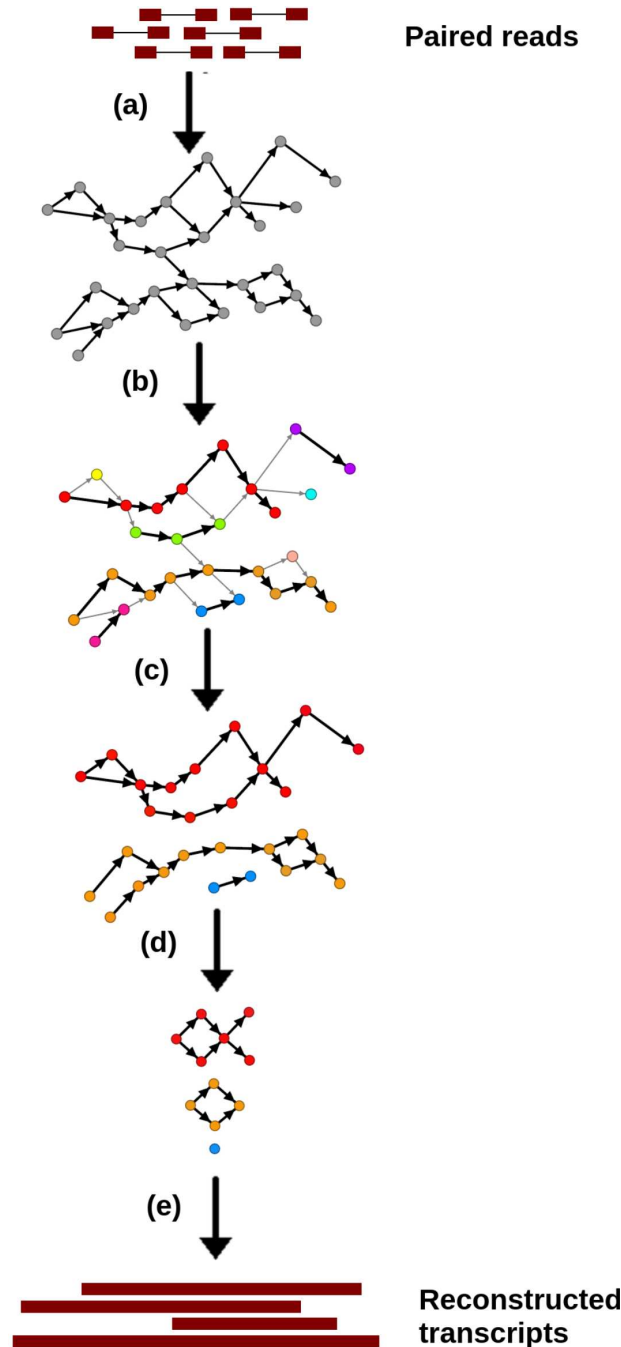 Paired reads
(a)
(b)
(c)
(d)
(e)
Reconstructed
transcripts